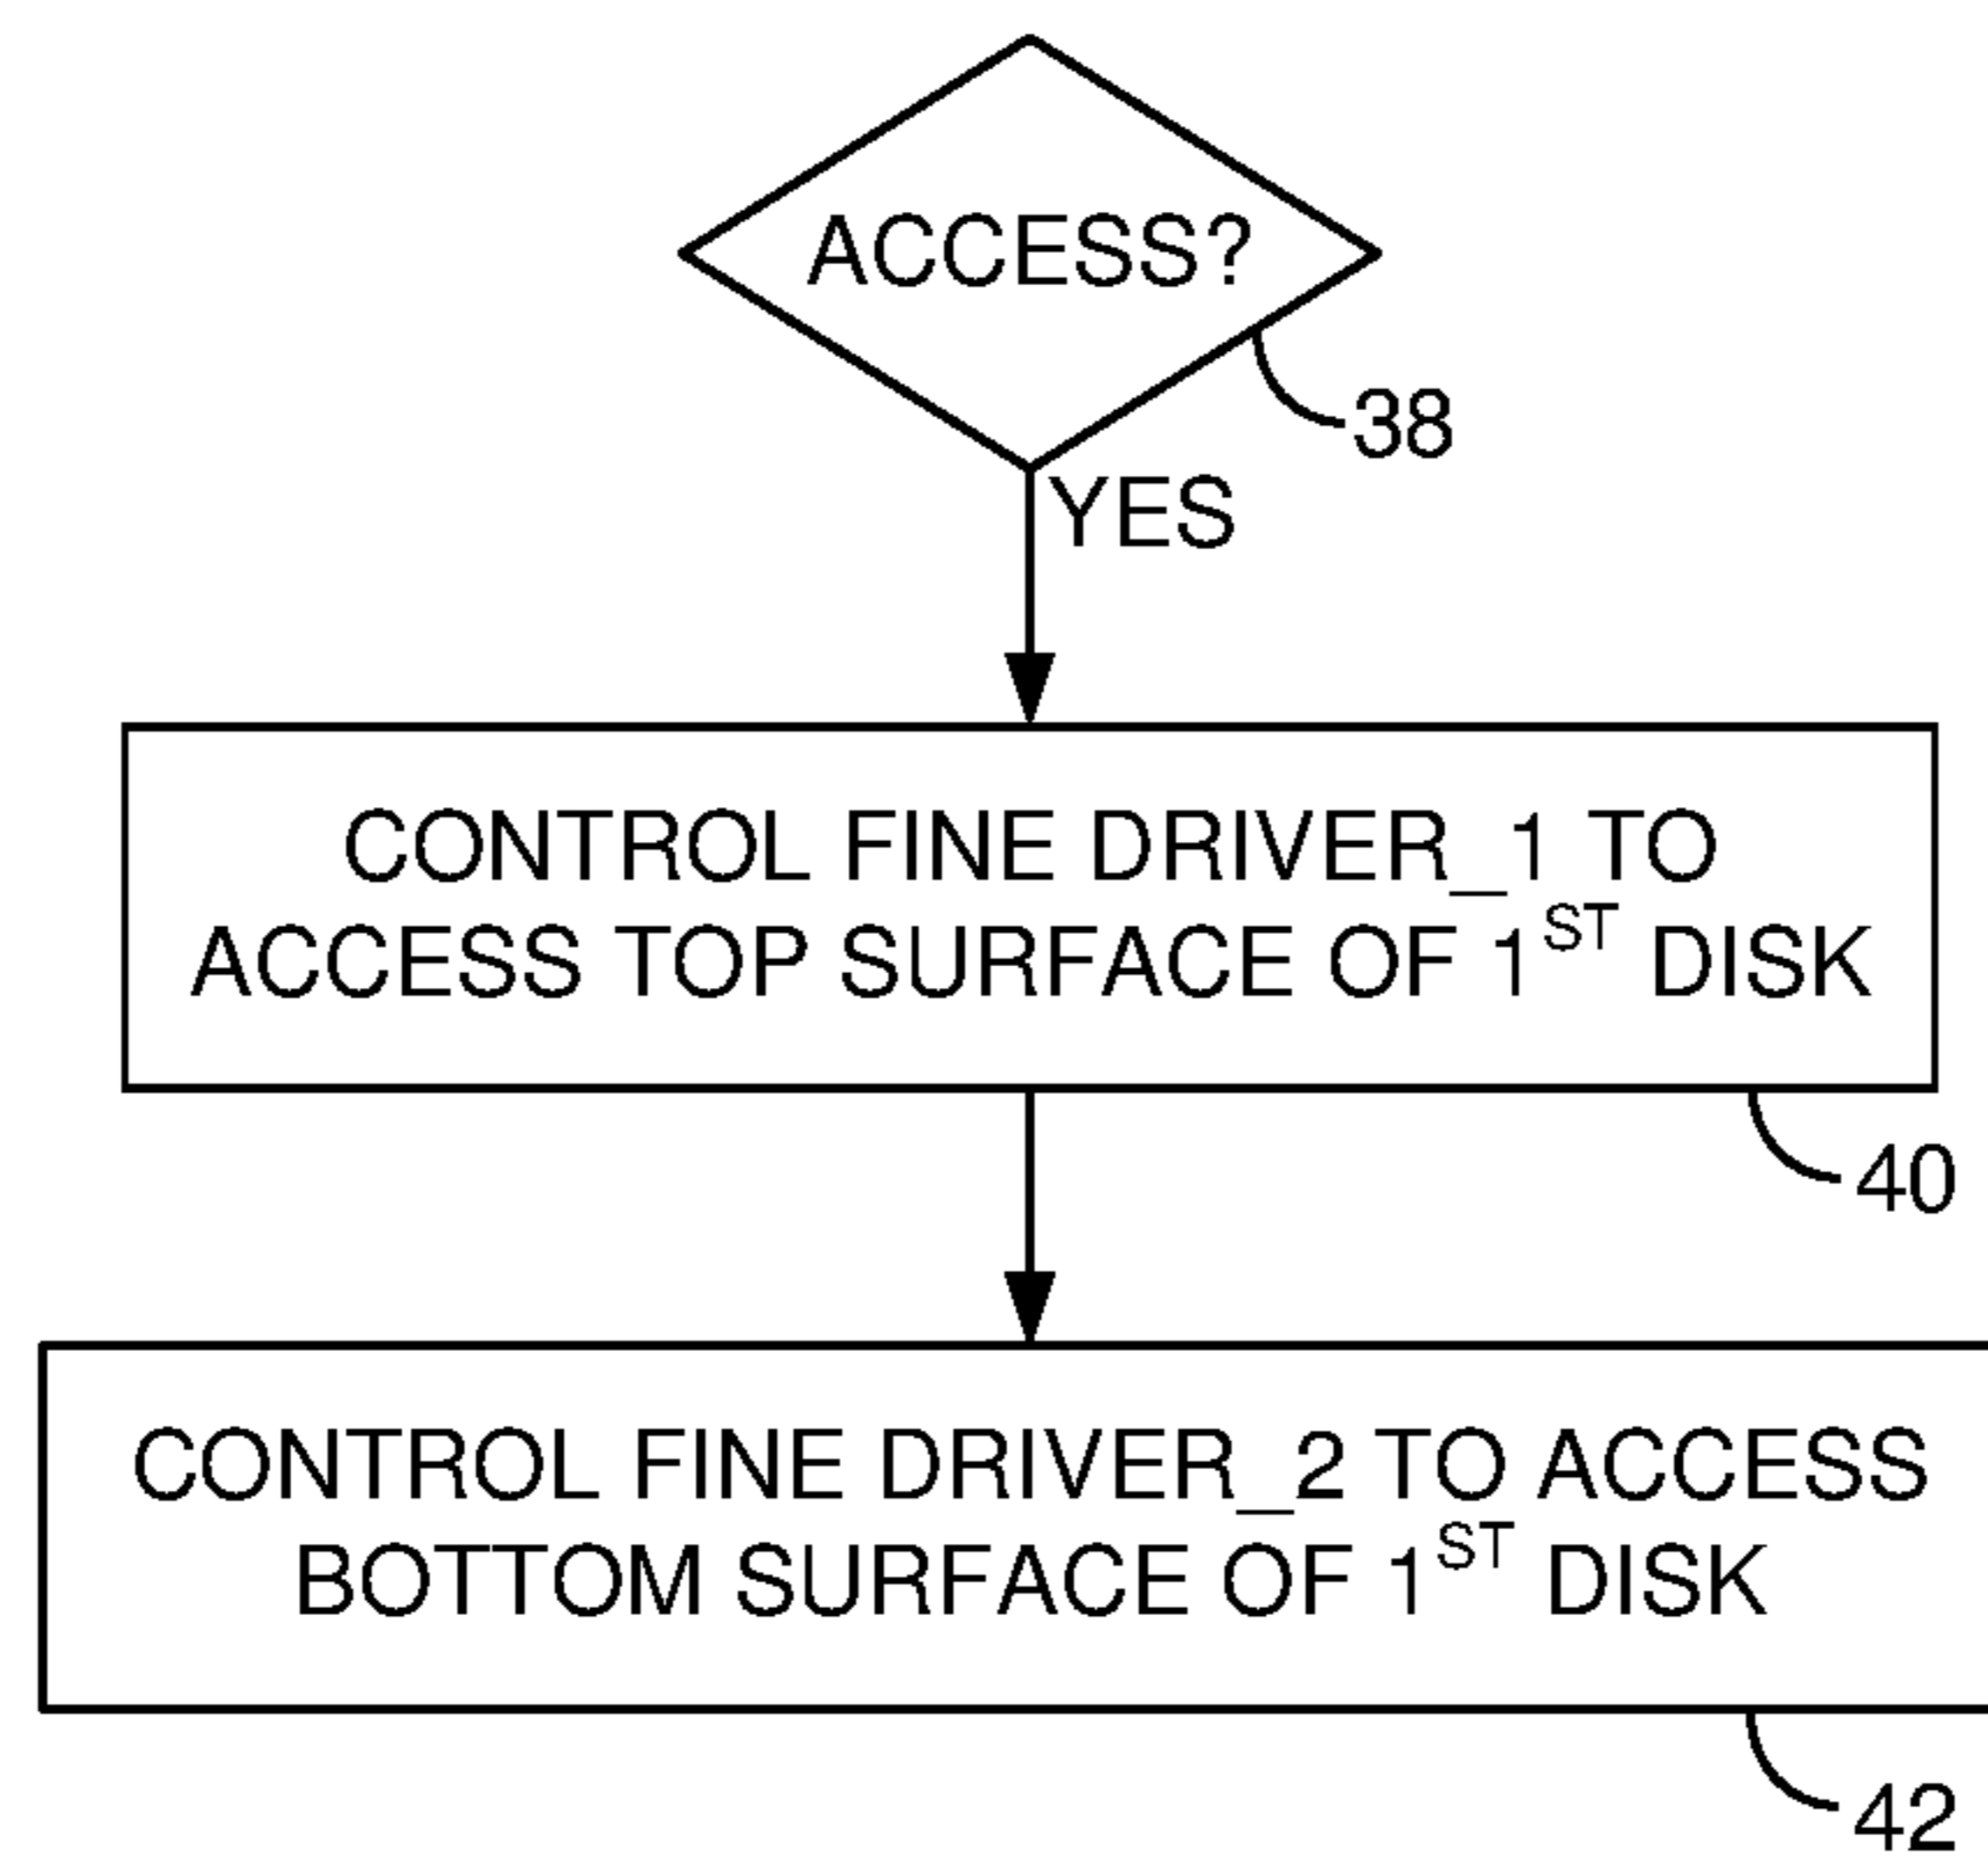 ACCESS?
38
YES
CONTROL FINE DRIVER_1 TO
ACCESS TOP SURFACE OF 1ST DISK
40
CONTROL FINE DRIVER_2 TO ACCESS
BOTTOM SURFACE OF 1ST DISK
42